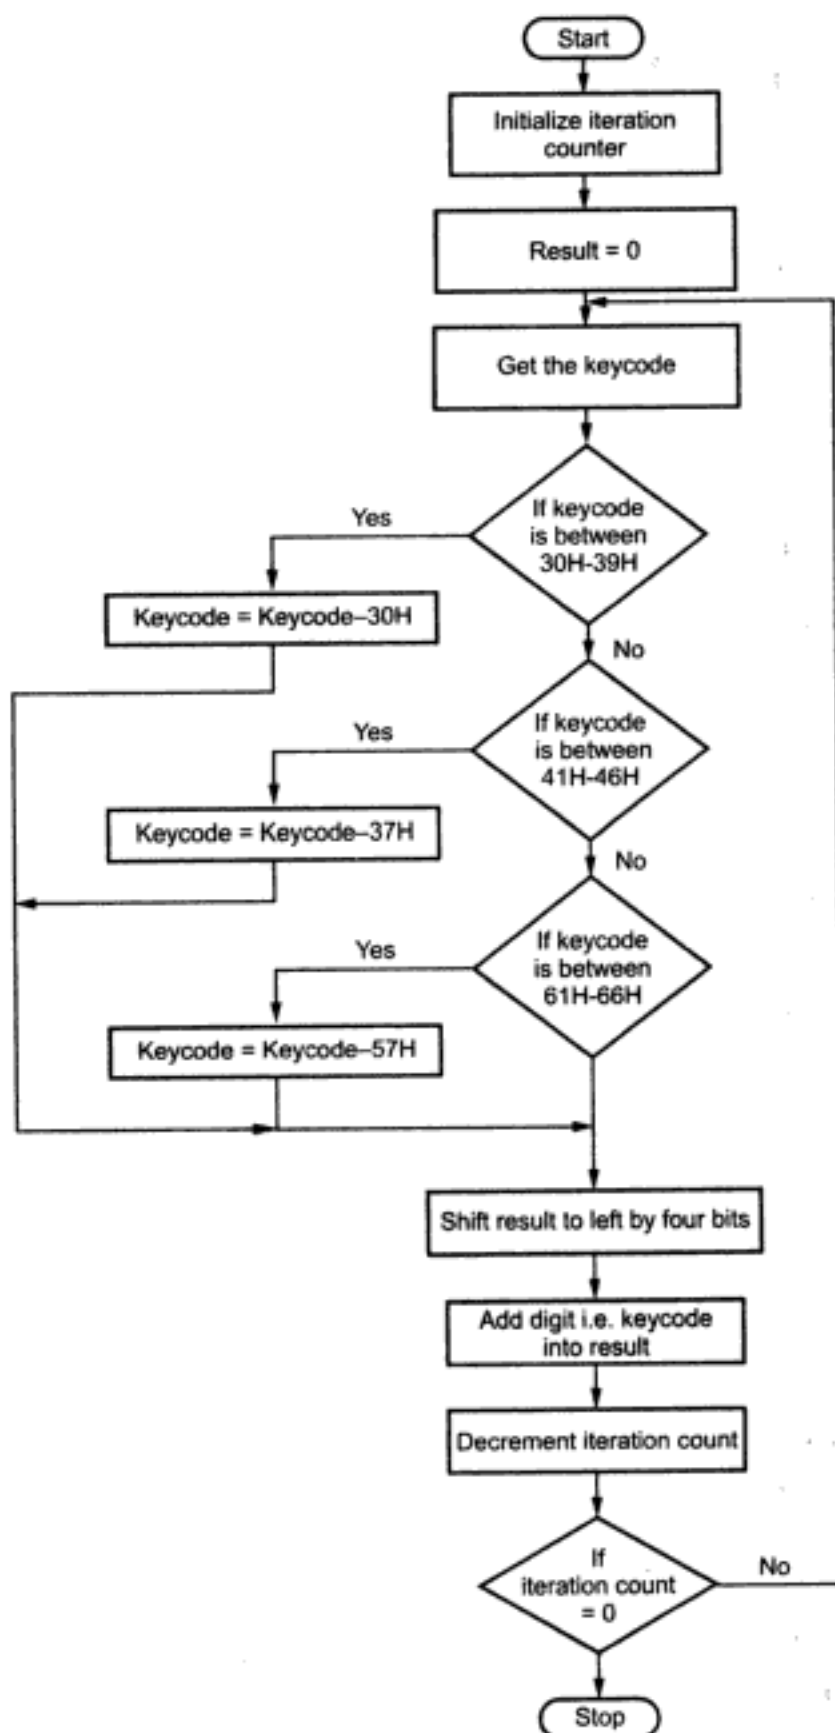 Start
Initialize iteration
counter
Result = 0
Get the keycode
If keycode
is between
30H-39H
Yes
Keycode = Keycode–30H
No
If keycode
is between
41H-46H
Yes
Keycode = Keycode–37H
No
If keycode
is between
61H-66H
Yes
Keycode = Keycode–57H
Shift result to left by four bits
Add digit i.e. keycode
into result
Decrement iteration count
If
iteration count
= 0
No
Stop